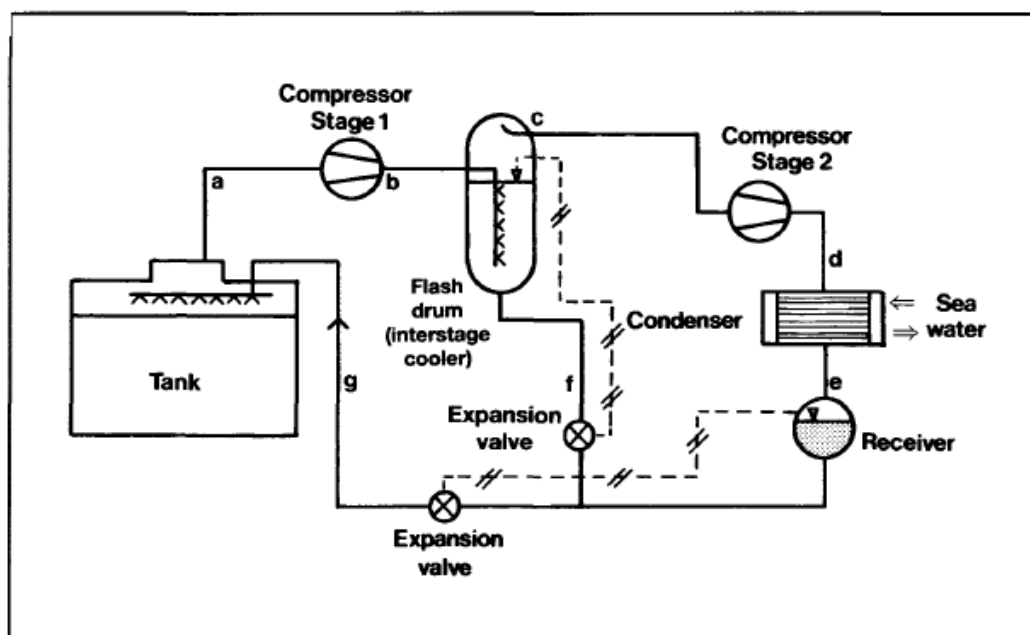 Compressor
Stage 1
a
b
c
Compressor
Stage 2
d
Flash
drum
(interstage
cooler)
Condenser
Sea
water
Tank
g
f
e
Expansion
valve
Receiver
Expansion
valve